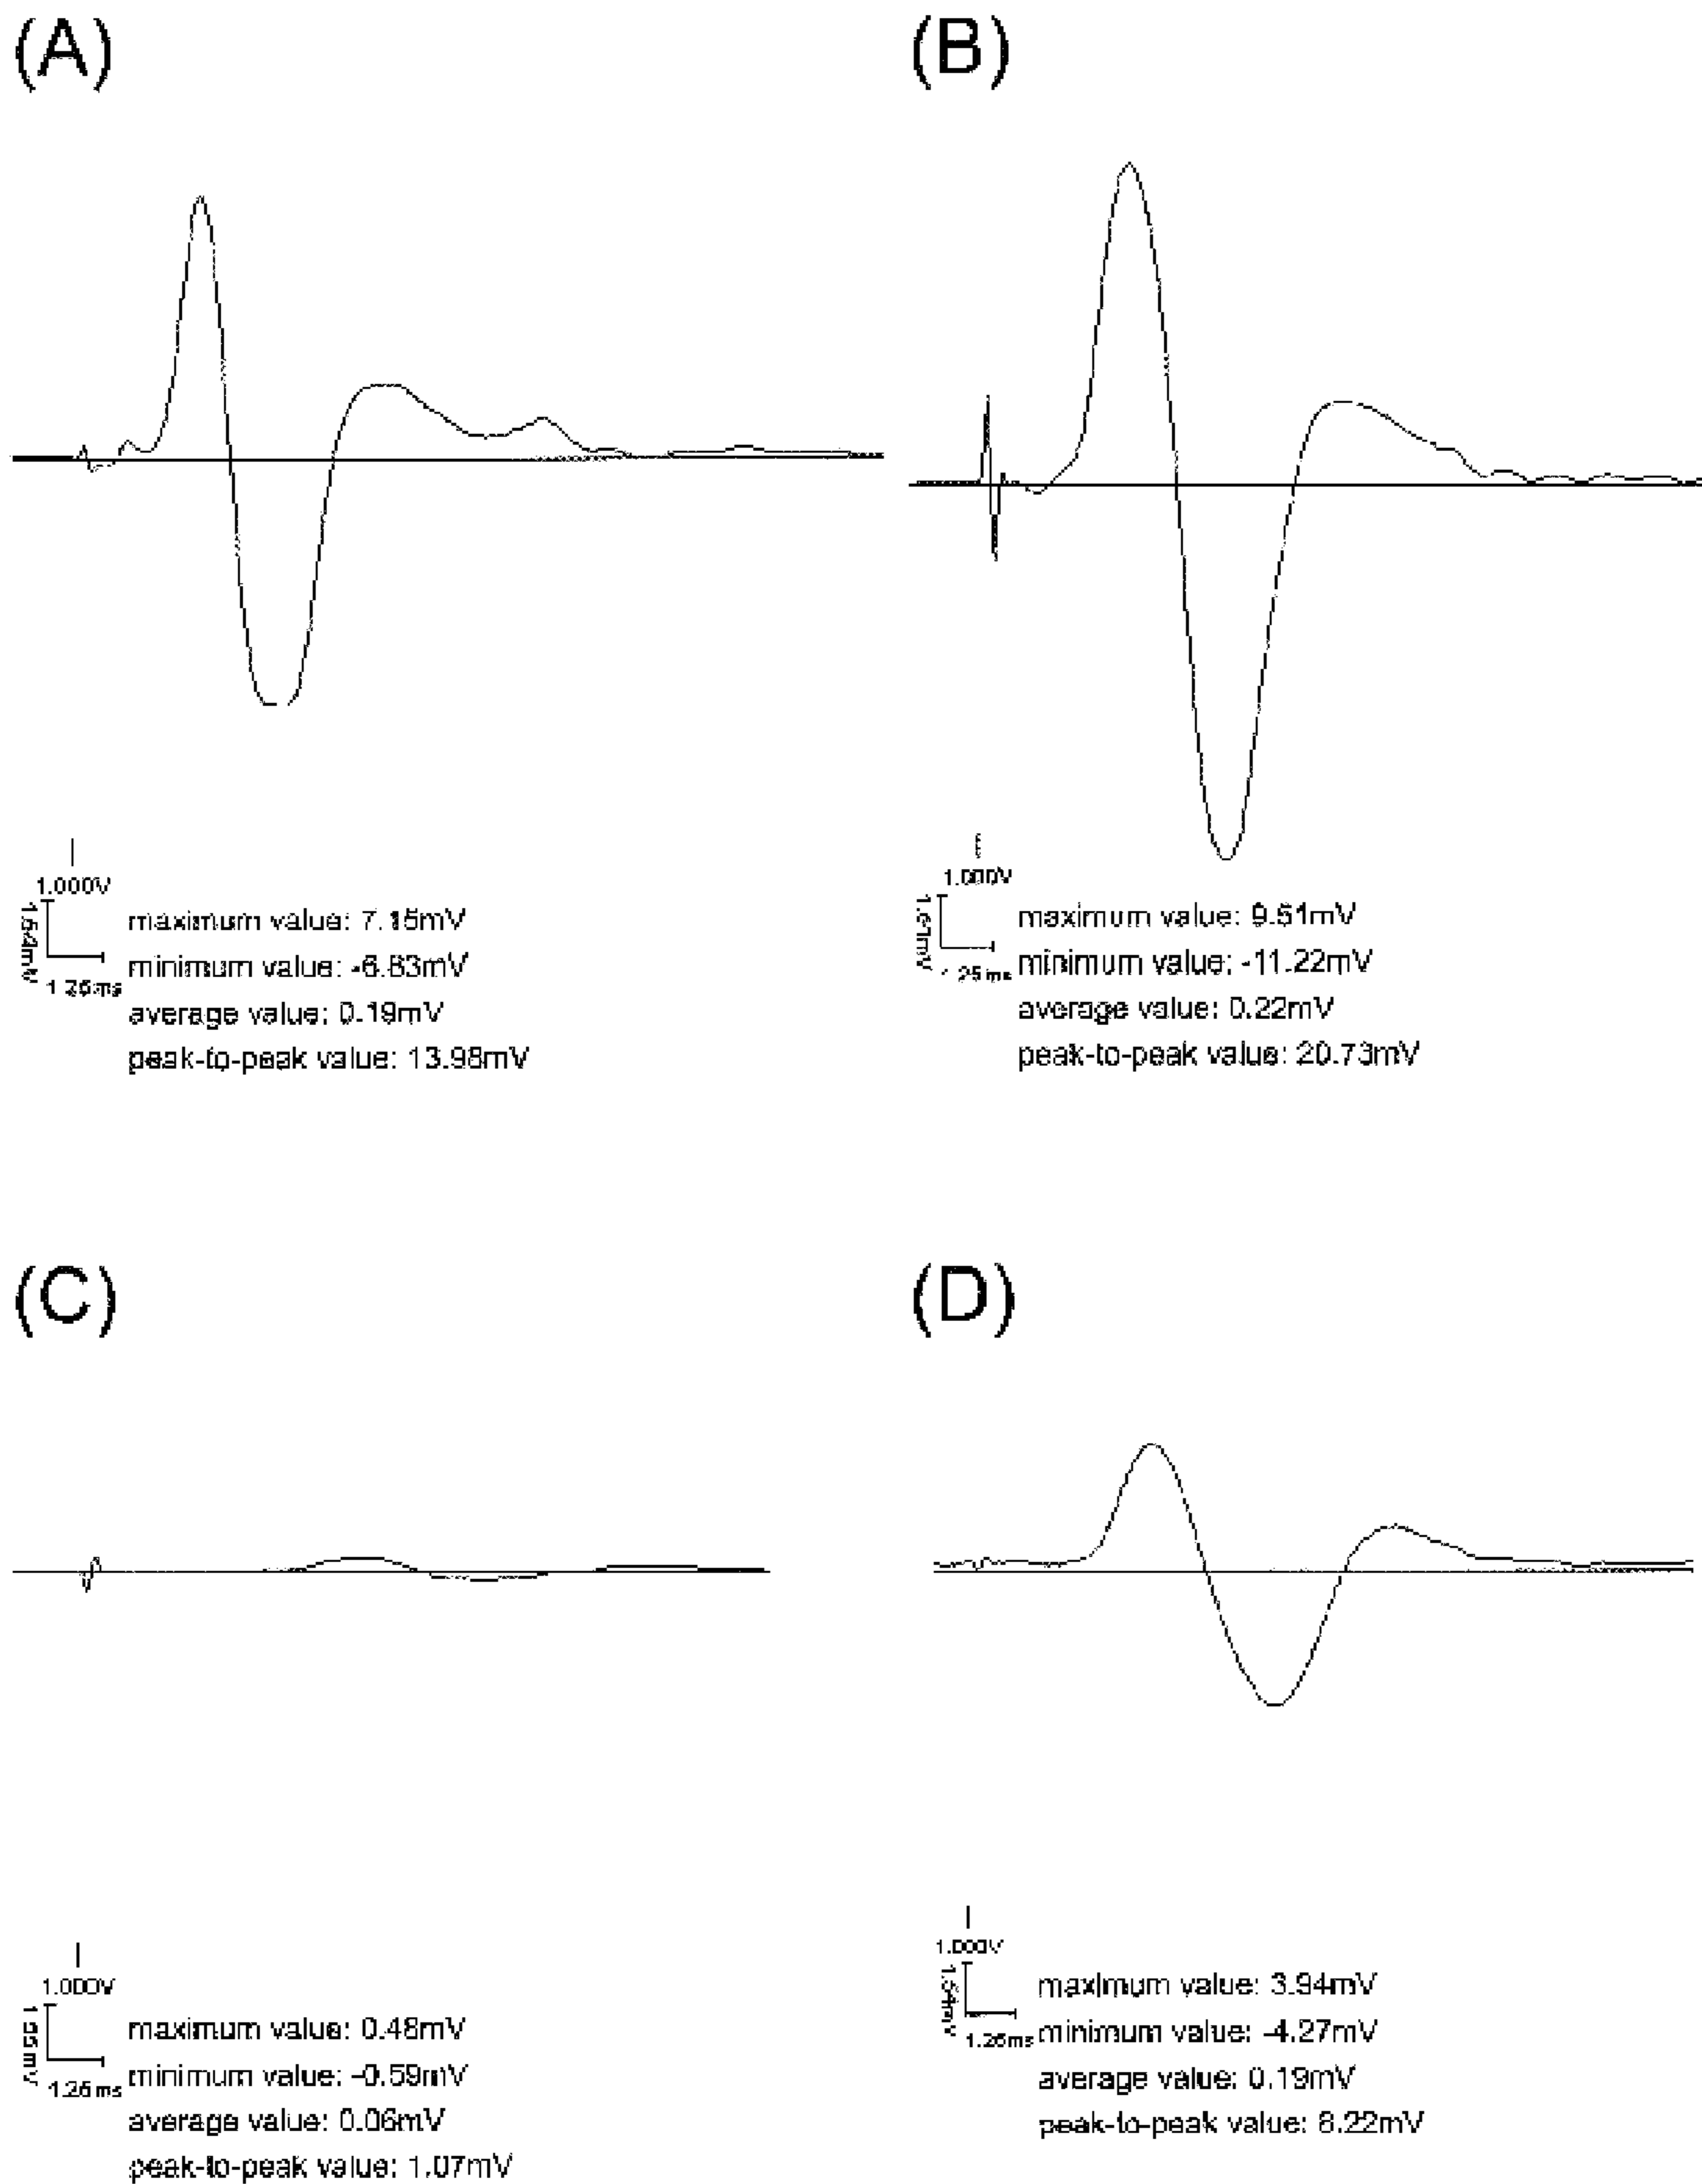 (A)
1.000V
1.64mV
1.25ms
maximum value: 7.15mV
minimum value: -6.83mV
average value: 0.19mV
peak-to-peak value: 13.98mV
(B)
1.000V
1.25ms
maximum value: 9.51mV
minimum value: -11.22mV
average value: 0.22mV
peak-to-peak value: 20.73mV
(C)
1.000V
1.25ms
maximum value: 0.48mV
minimum value: -0.59mV
average value: 0.06mV
peak-to-peak value: 1.07mV
(D)
1.000V
1.64mV
1.25ms
maximum value: 3.94mV
minimum value: -4.27mV
average value: 0.19mV
peak-to-peak value: 8.22mV